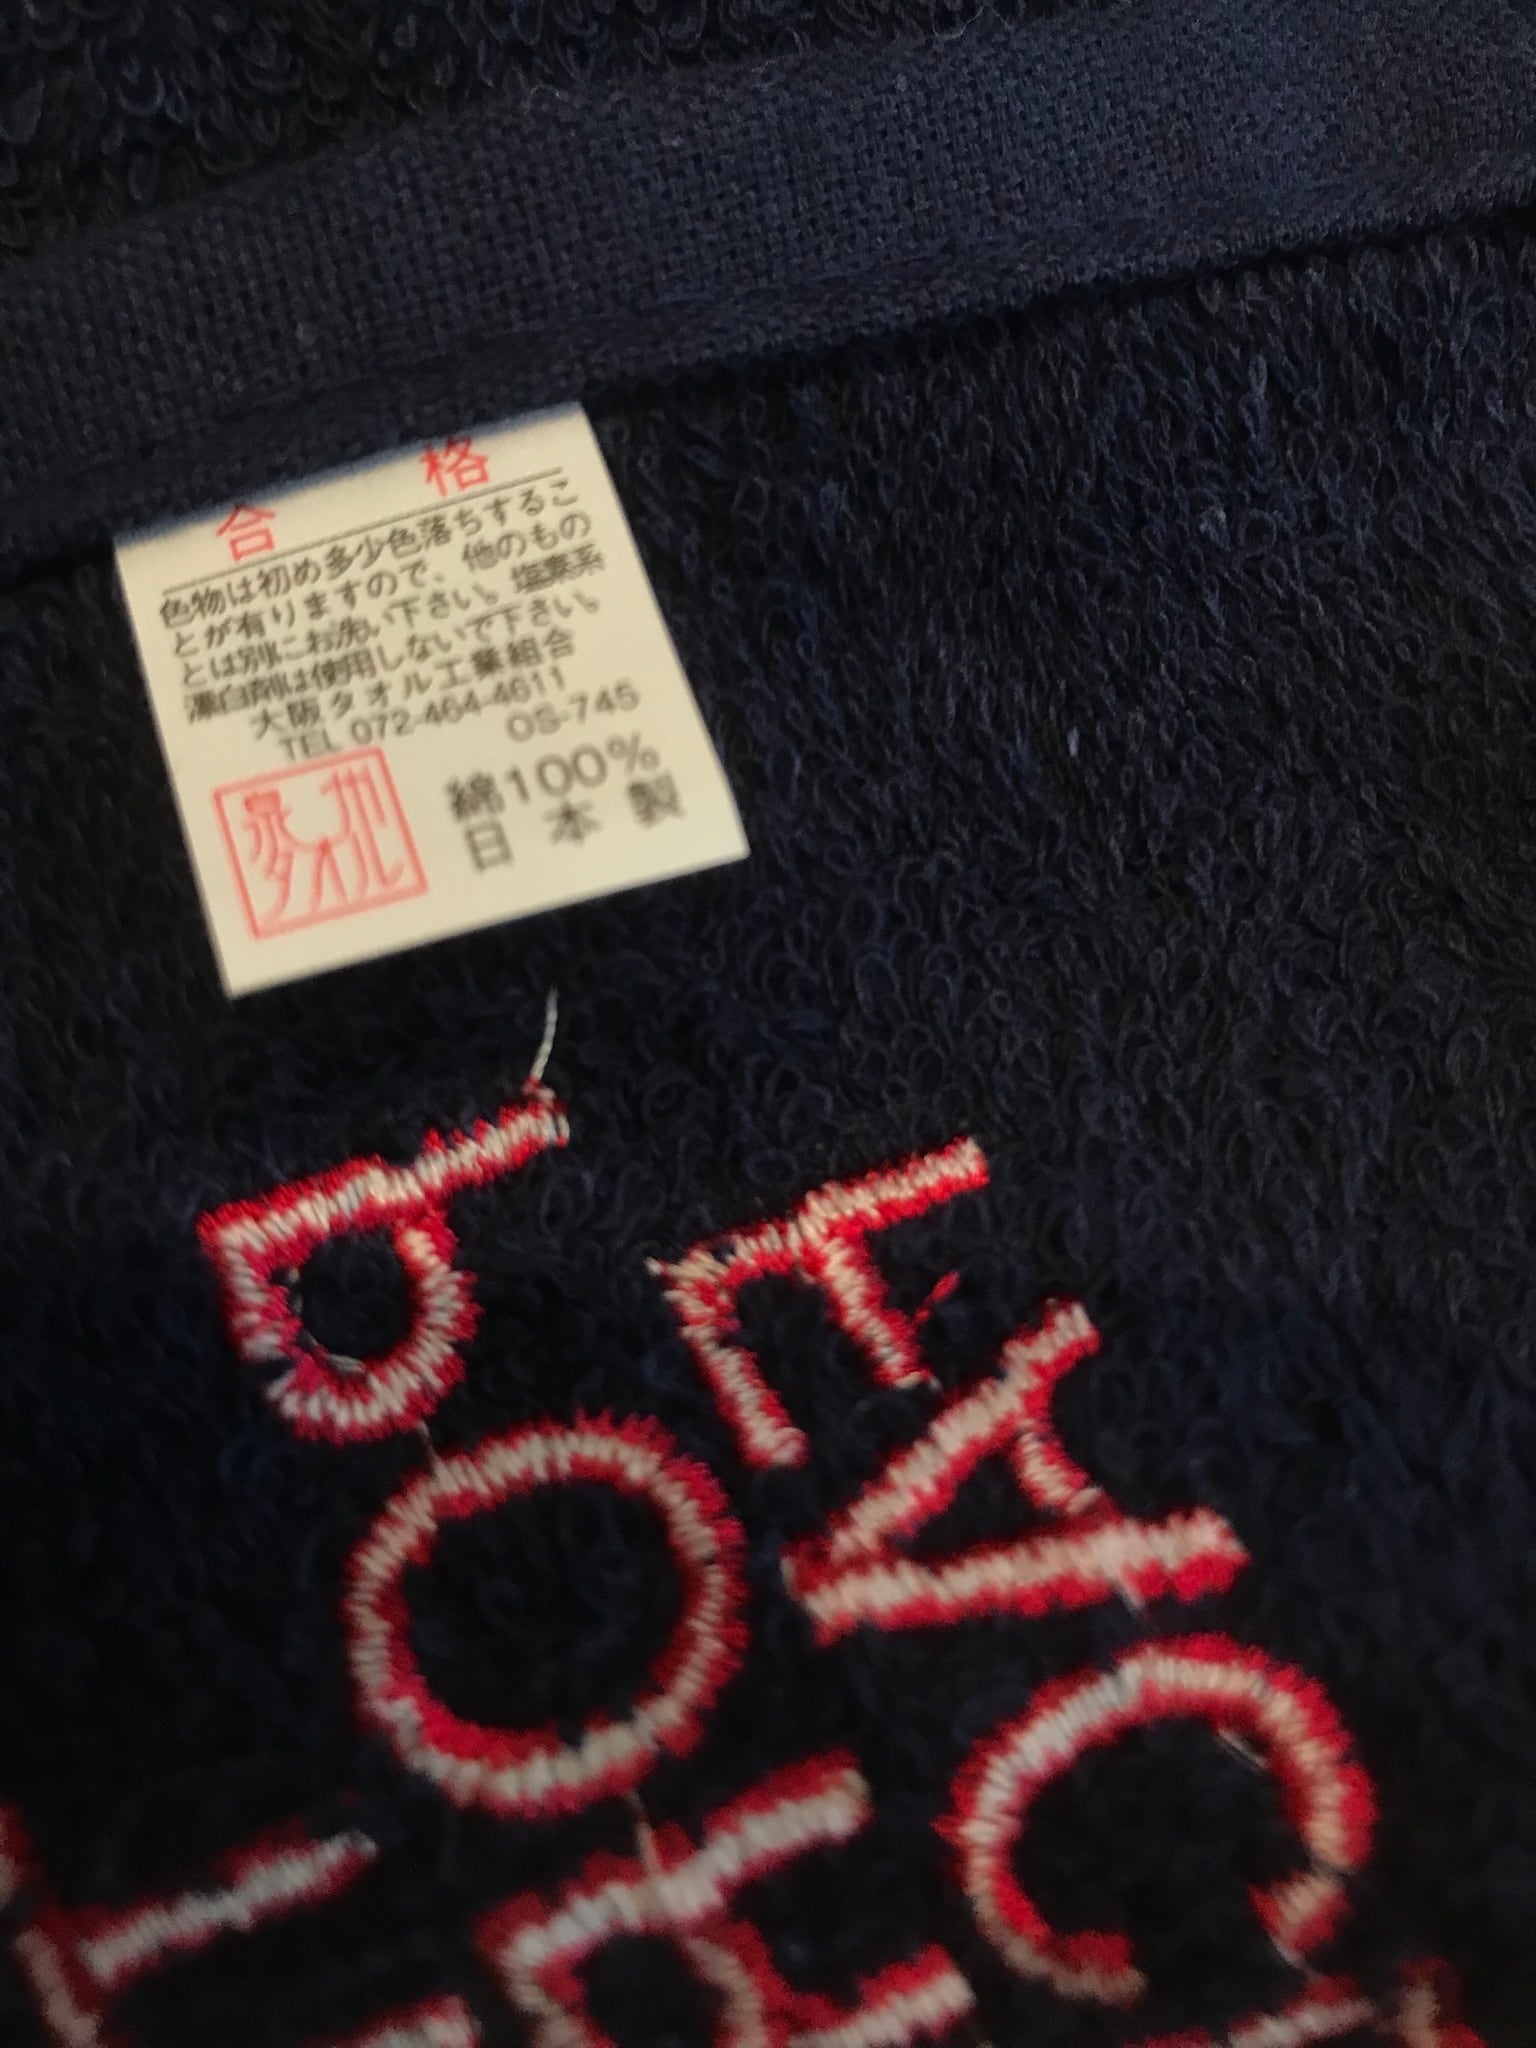 合格
色物は初め多少色落ちするこ
とが有りますので、他のもの
とは別にお洗い下さい。塩素系
漂白剤は使用しないで下さい。
大阪タオル工業組合
TEL 072-464-4611
OS-745
泉州タオル
綿100%
日本製
FAC
POR